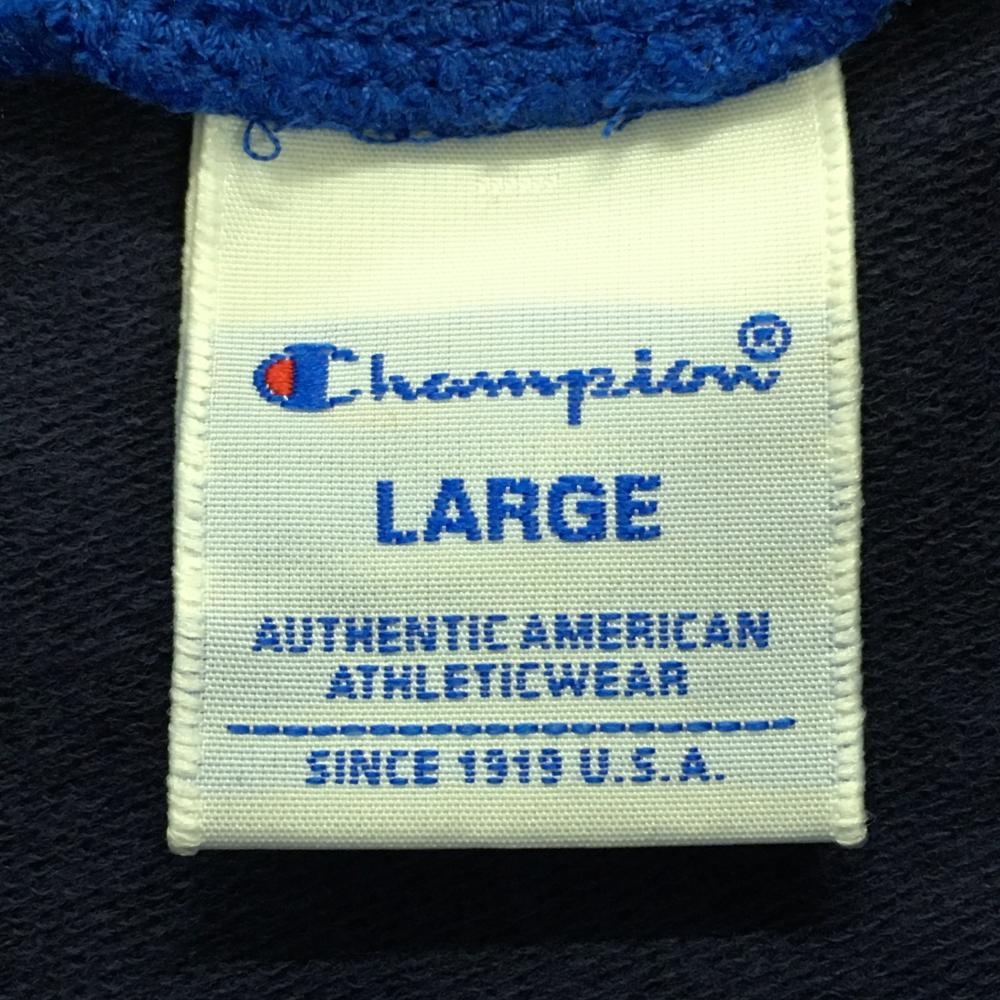 Champion®
LARGE
AUTHENTIC AMERICAN
ATHLETICWEAR
SINCE 1919 U.S.A.